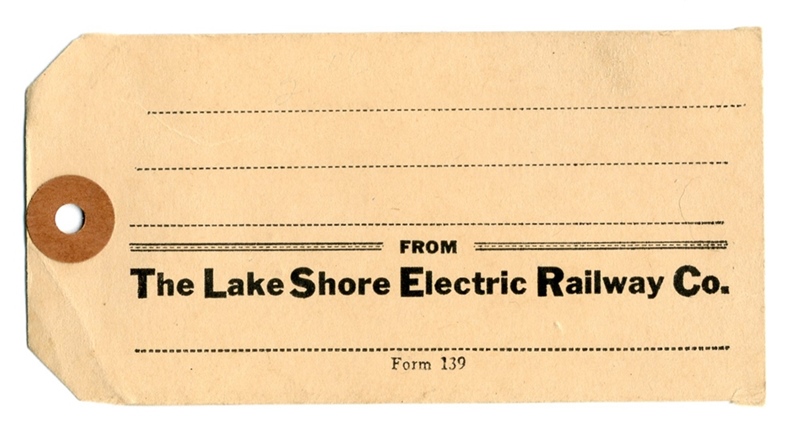 FROM
The Lake Shore Electric Railway Co.
Form 139